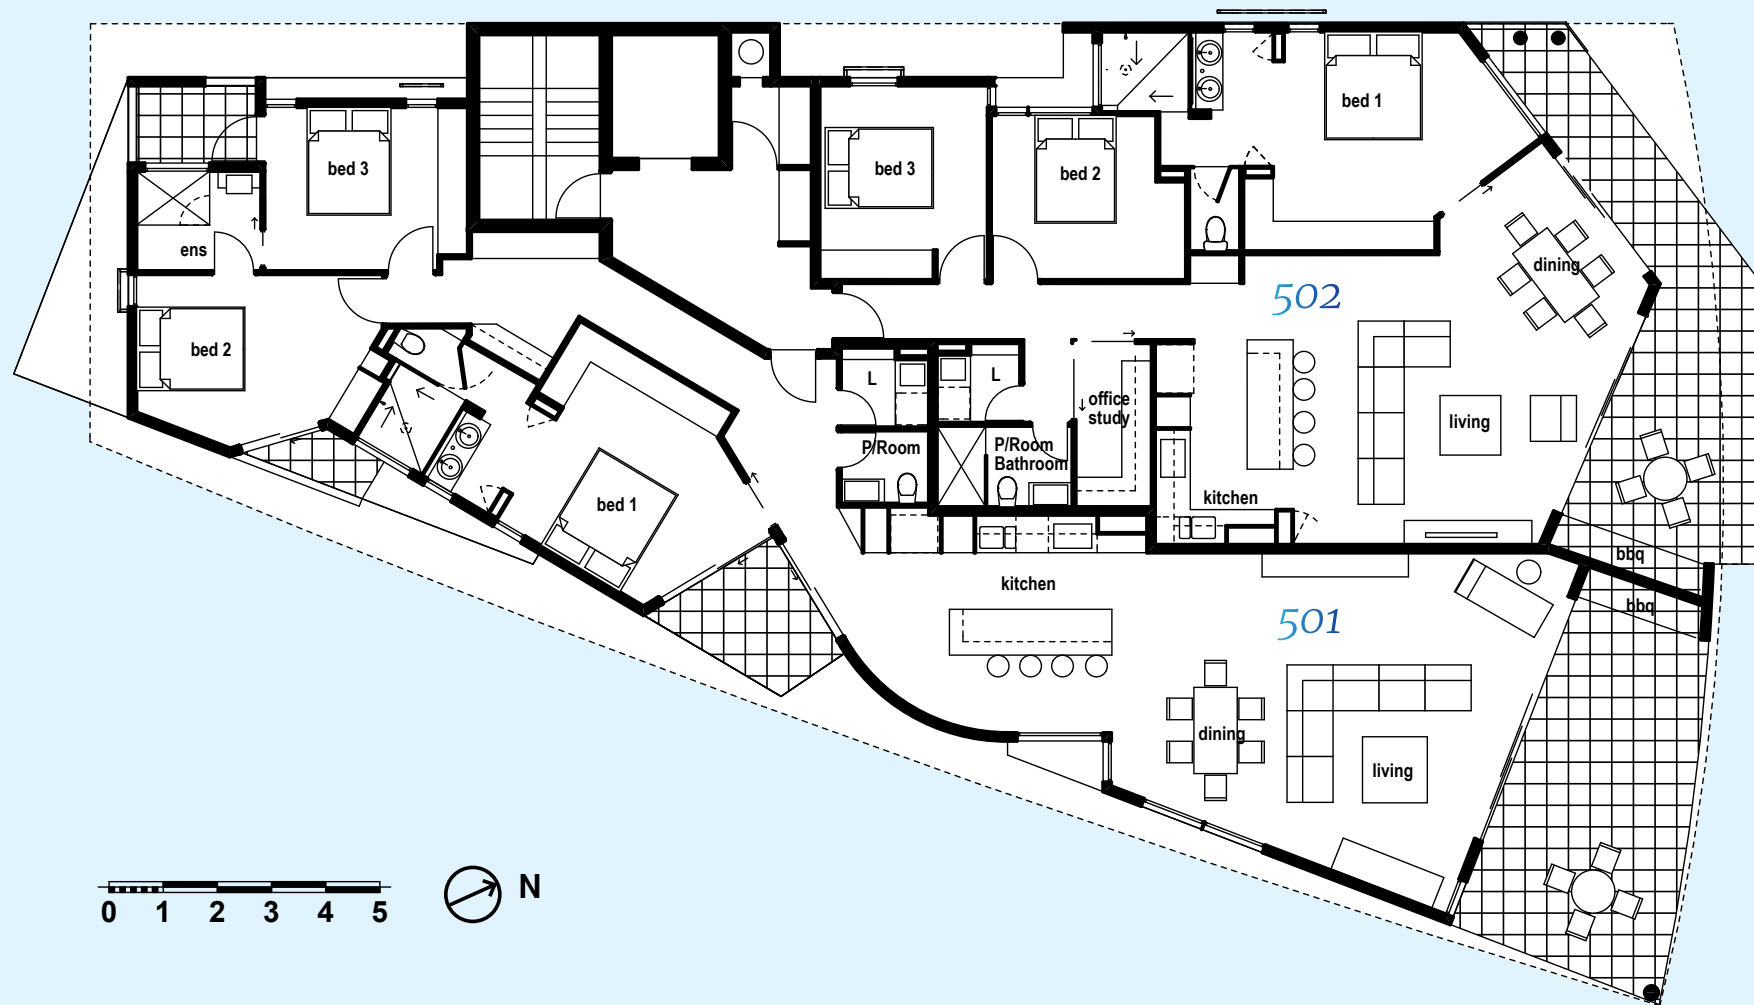 bed 1
bed 3
bed 3
bed 2
ens
dining
502
bed 2
L
L
office
study
living
P/Room
P/Room
Bathroom
bed 1
kitchen
bbq
kitchen
bbq
501
dining
living
N
0 1 2 3 4 5